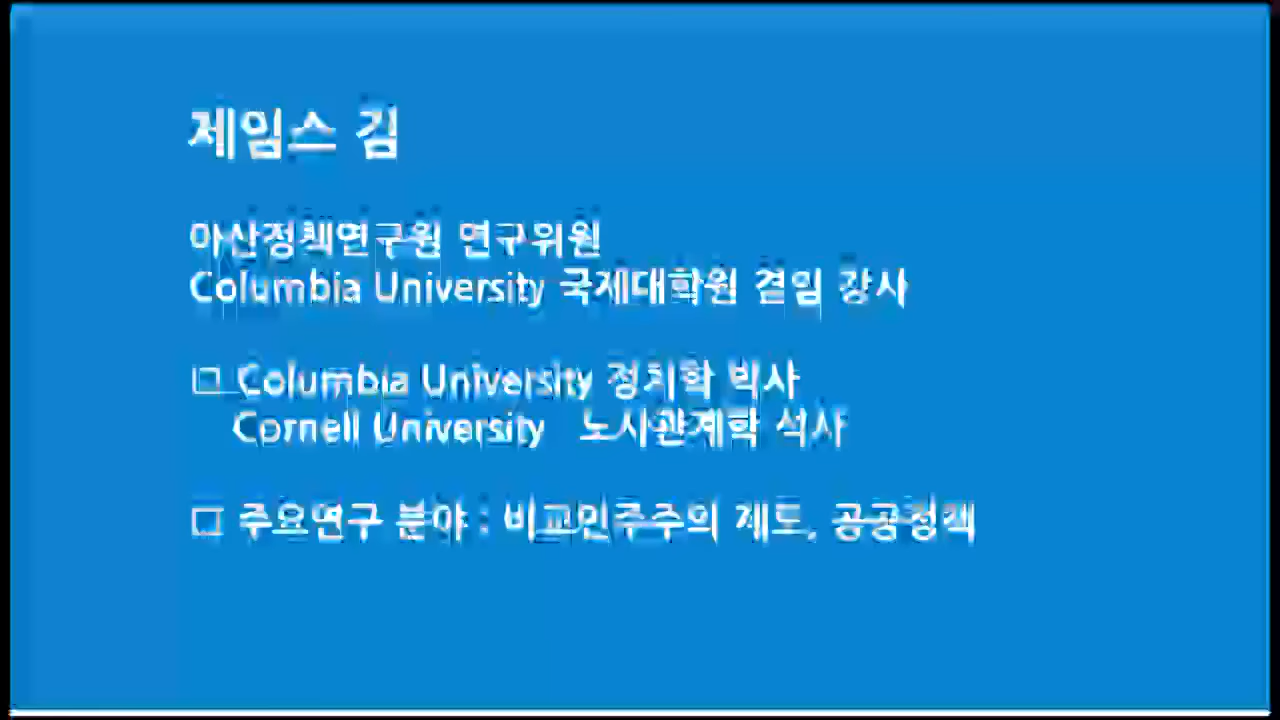 제임스 김
아산정책연구원 연구위원
Columbia University 국제대학원 겸임 강사
□ Columbia University 정치학 박사
Cornell University 노사관계학 석사
□ 주요연구 분야 : 비교민주주의 제도, 공공정책